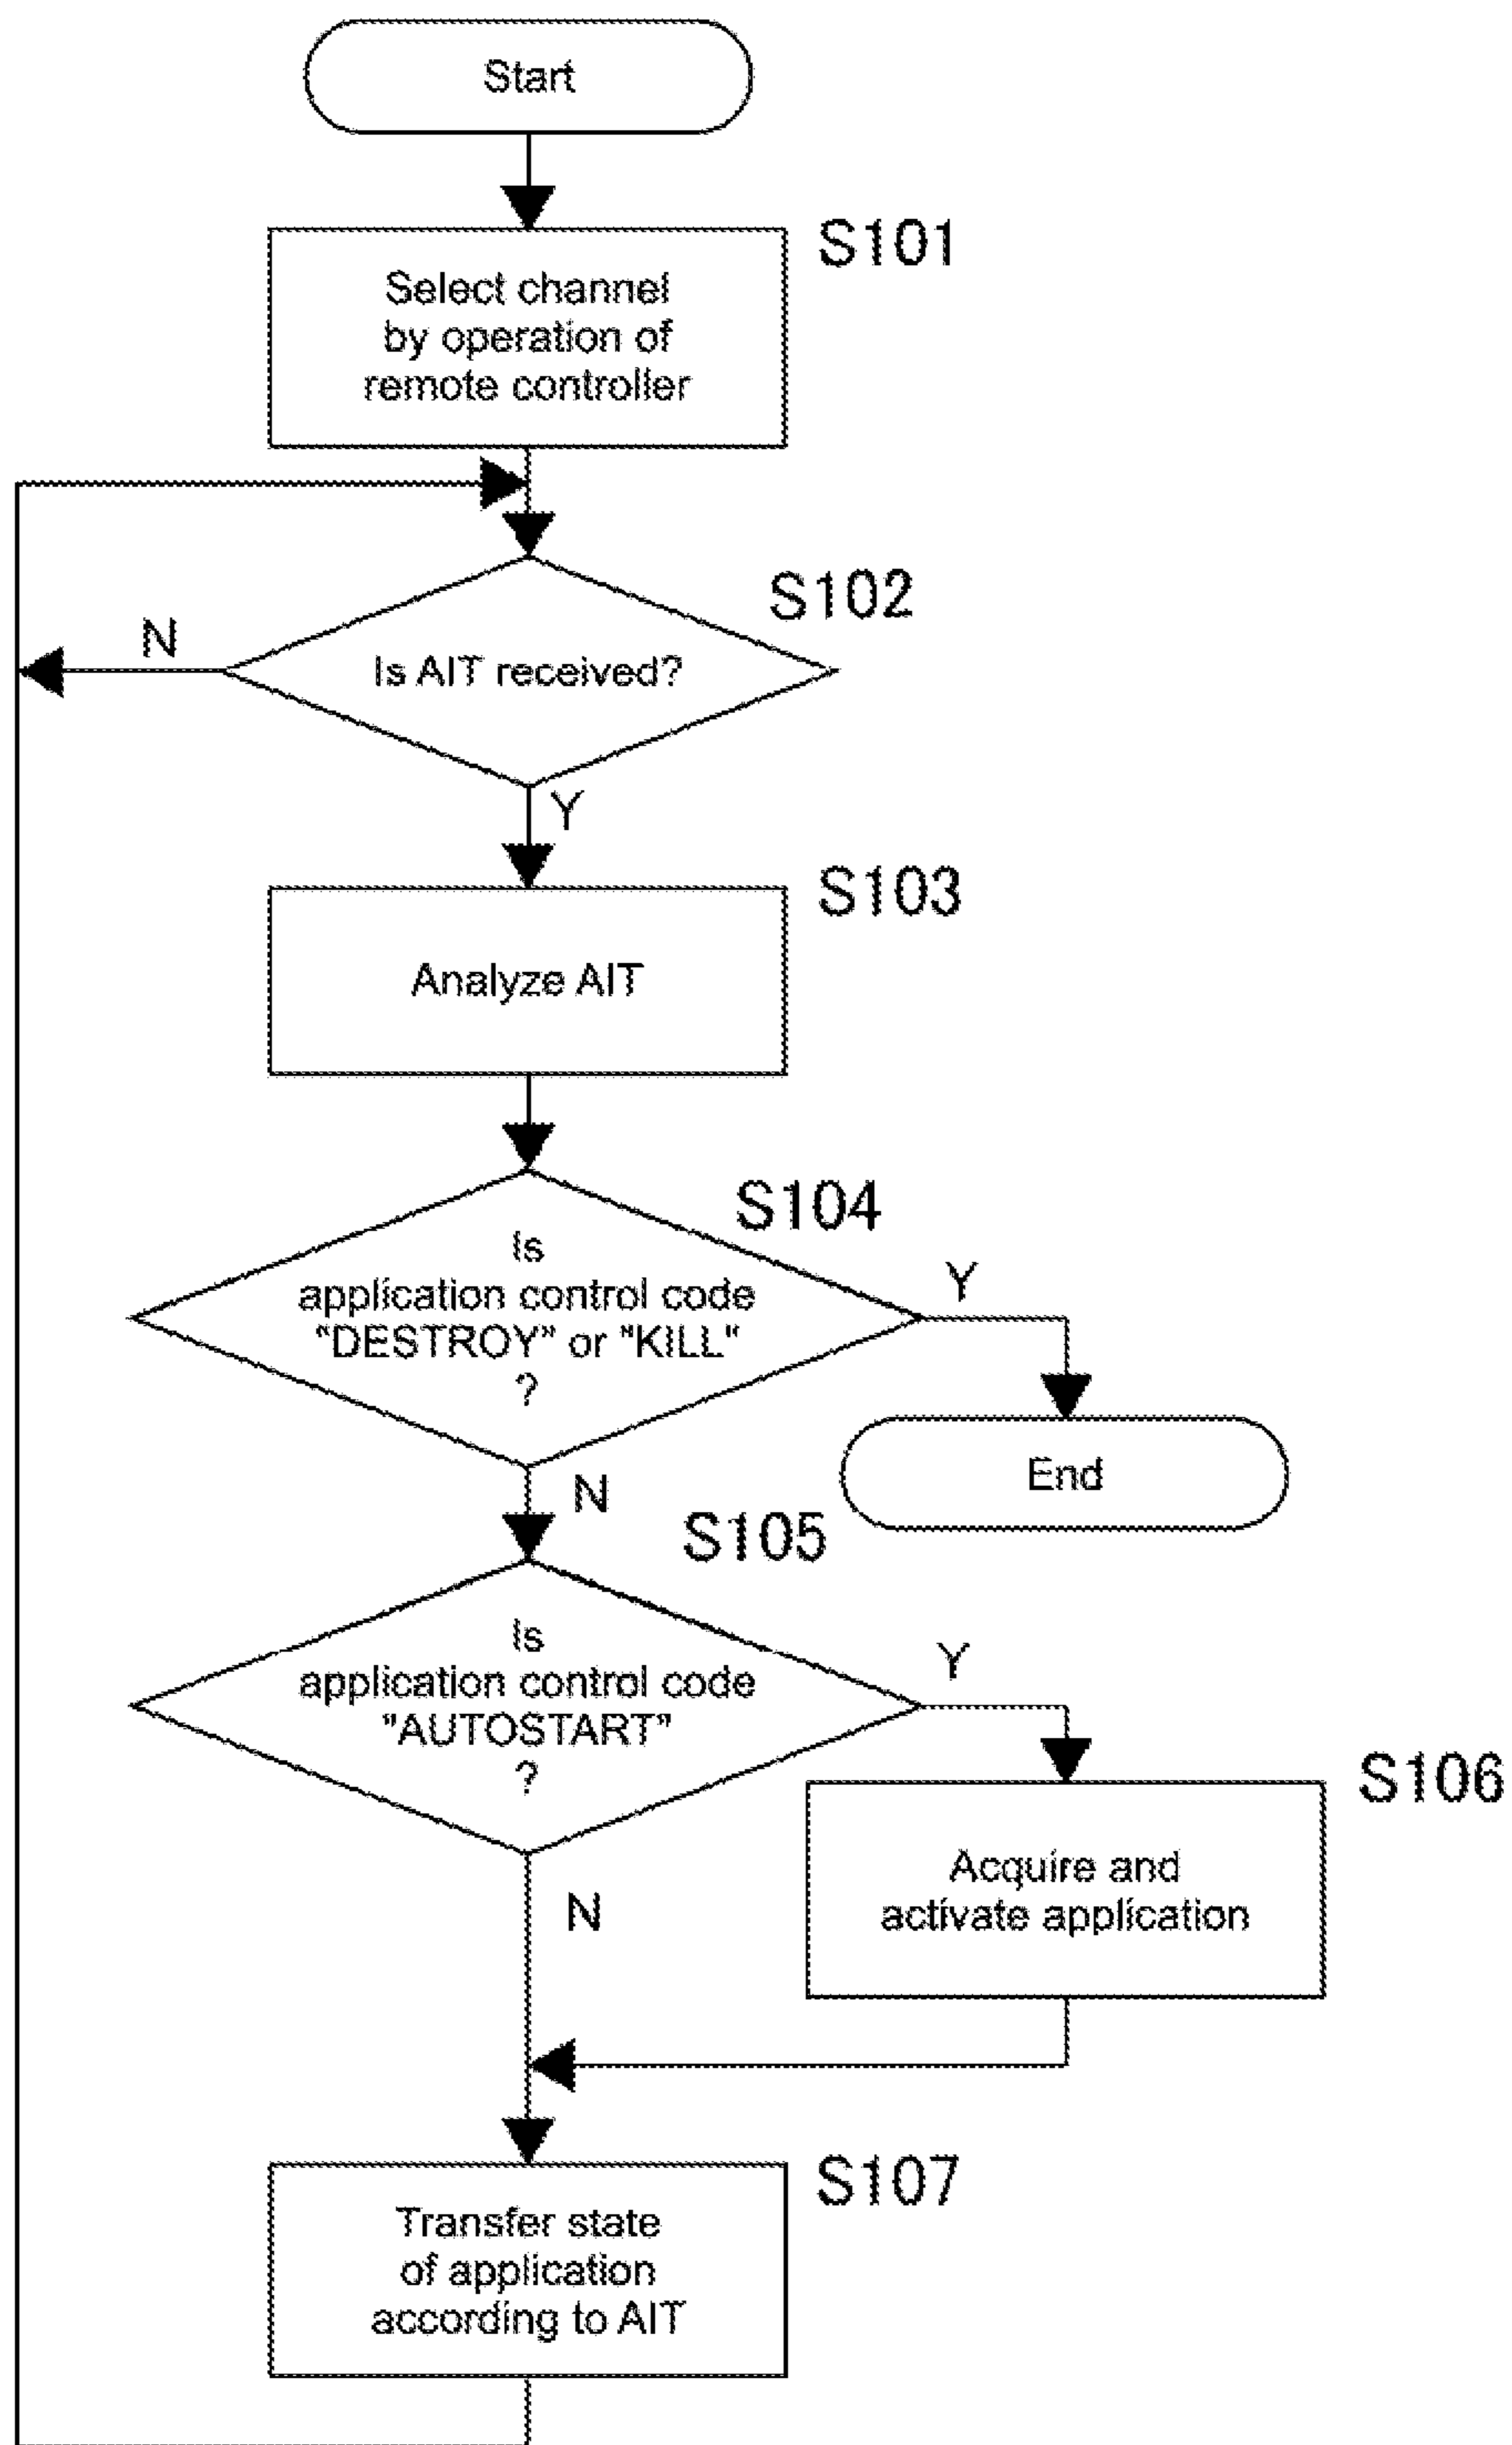 Start
S101
Select channel
by operation of
remote controller
S102
N
Is AIT received?
Y
S103
Analyze AIT
S104
Is
application control code
"DESTROY" or "KILL"
?
Y
End
N
S105
Is
application control code
"AUTOSTART"
?
Y
S106
Acquire and
activate application
N
S107
Transfer state
of application
according to AIT